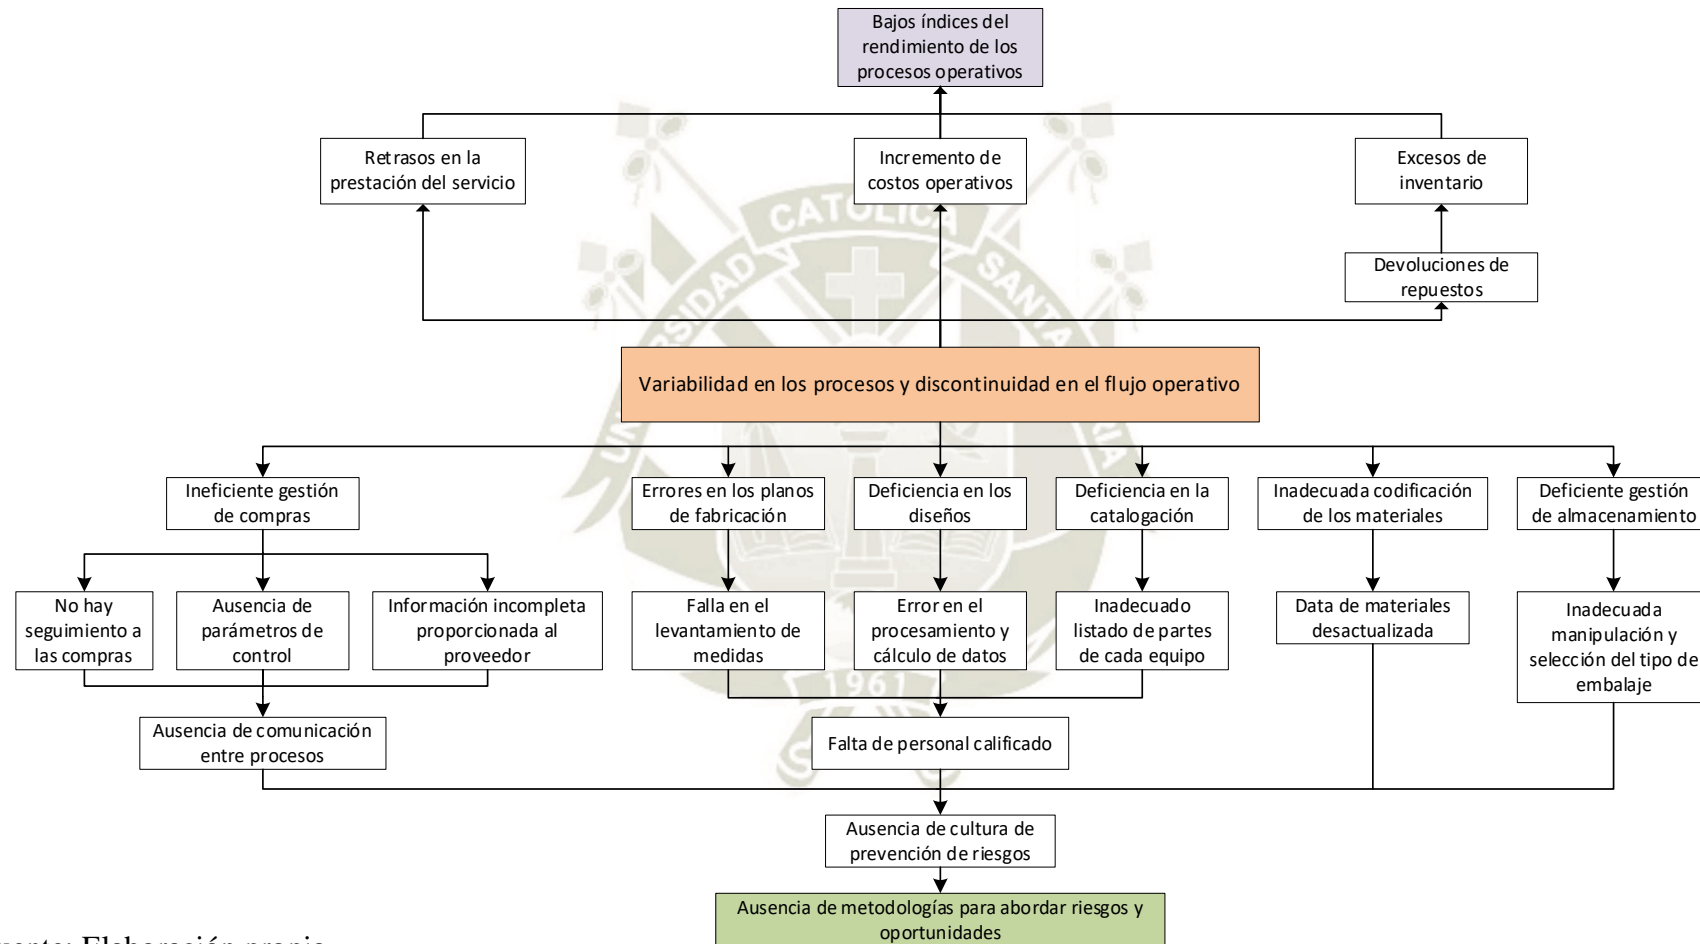 Bajos índices del
rendimiento de los
procesos operativos
Retrasos en la
prestación del servicio
Incremento de
costos operativos
Excesos de
inventario
Devoluciones de
repuestos
UNIVERSIDAD CATOLICA SANTA MARIA
Variabilidad en los procesos y discontinuidad en el flujo operativo
Ineficiente gestión
de compras
Errores en los planos
de fabricación
Deficiencia en los
diseños
Deficiencia en la
catalogación
Inadecuada codificación
de los materiales
Deficiente gestión
de almacenamiento
No hay
seguimiento a
las compras
Ausencia de
parámetros de
control
Información incompleta
proporcionada al
proveedor
Falla en el
levantamiento de
medidas
Error en el
procesamiento y
cálculo de datos
Inadecuado
listado de partes
de cada equipo
Data de materiales
desactualizada
Inadecuada
manipulación y
selección del tipo de
embalaje
1961
Ausencia de comunicación
entre procesos
Falta de personal calificado
Ausencia de cultura de
prevención de riesgos
Ausencia de metodologías para abordar riesgos y
oportunidades
Elaboración propia